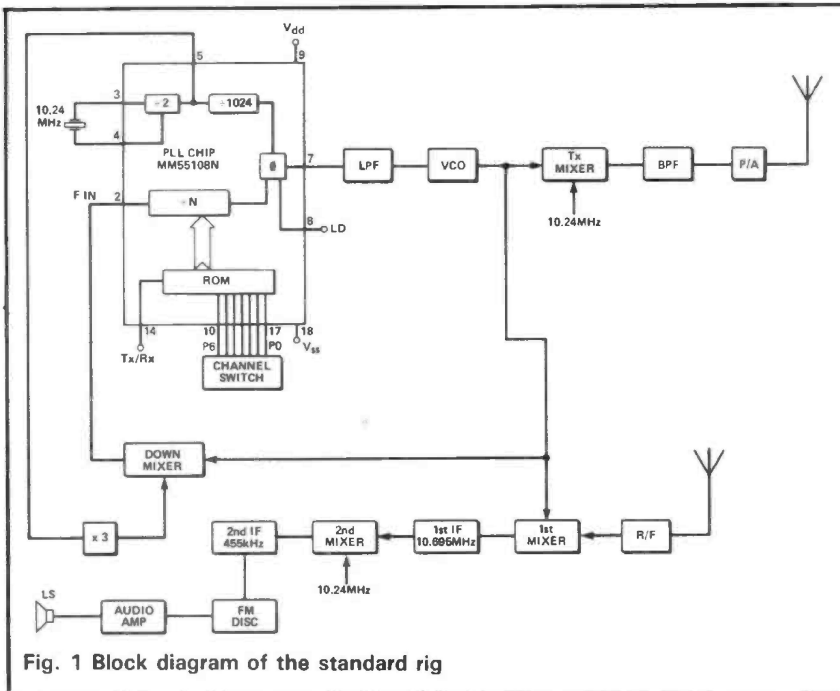 Vdd
5
9
3
÷2
÷1024
10.24
MHz
4
PLL CHIP
MM55108N
ø
7
LPF
VCO
Tx
MIXER
BPF
P/A
10.24MHz
F IN
2
÷N
8
LD
ROM
14
10
17
18
Tx/Rx
P6
P0
Vss
CHANNEL
SWITCH
DOWN
MIXER
x 3
2nd IF
455kHz
2nd
MIXER
1st IF
10.695MHz
1st
MIXER
R/F
10.24MHz
LS
AUDIO
AMP
FM
DISC
Fig. 1 Block diagram of the standard rig